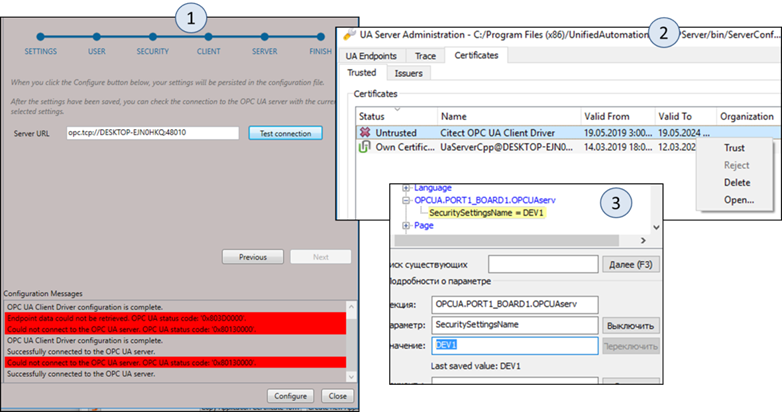 1
SETTINGS USER SECURITY CLIENT SERVER FINISH
When you click the Configure button below, your settings will be persisted in the configuration file.
After the settings have been saved, you can check the connection to the OPC UA server with the current
selected settings.
Server URL opc.tcp://DESKTOP-EJN0HKQ:48010 Test connection
Previous Next
Configuration Messages
OPC UA Client Driver configuration is complete.
Endpoint data could not be retrieved. OPC UA status code: '0x803D0000'.
Could not connect to the OPC UA server. OPC UA status code: '0x80130000'.
OPC UA Client Driver configuration is complete.
Successfully connected to the OPC UA server.
Could not connect to the OPC UA server. OPC UA status code: '0x80130000'.
Successfully connected to the OPC UA server.
Configure Close
2
UA Server Administration - C:/Program Files (x86)/UnifiedAutomation Server/bin/ServerConf...
UA Endpoints Trace Certificates
Trusted Issuers
Certificates
Status Name Valid From Valid To Organization
Untrusted Citect OPC UA Client Driver 19.05.2019 3:00... 19.05.2024 ...
Own Certific... UaServerCpp@DESKTOP-EJN0... 14.03.2019 18:0... 12.03.202
Trust
Reject
Delete
Open...
3
Language
OPCUA.PORT1_BOARD1.OPCUAserv
SecuritySettingsName = DEV1
Page
иск существующих Далее (F3)
одробности о параметре
екция: OPCUA.PORT1_BOARD1.OPCUAserv
араметр: SecuritySettingsName Выключить
начение: DEV1 Переключить
Last saved value: DEV1